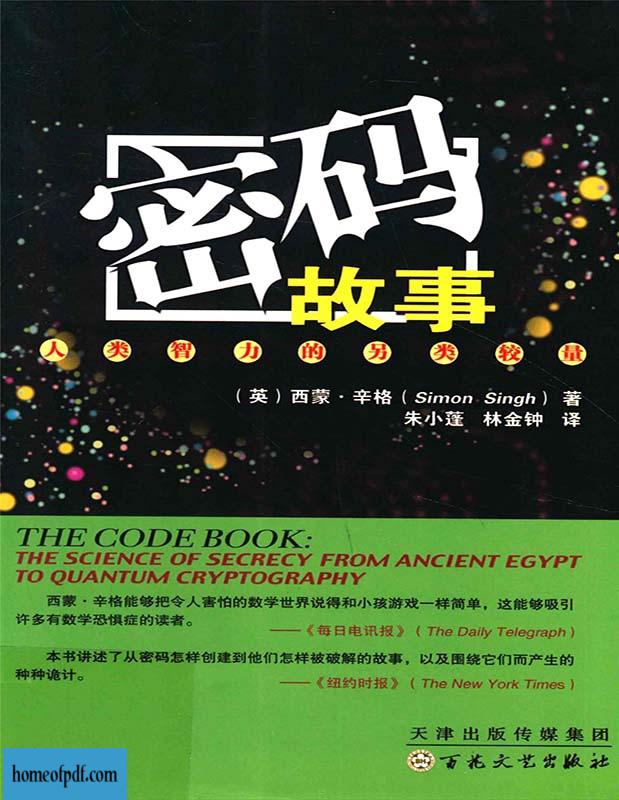 密码
故事
人类智力的另类较量
（英）西蒙·辛格（Simon Singh）著
朱小蓬 林金钟 译
THE CODE BOOK:
THE SCIENCE OF SECRECY FROM ANCIENT EGYPT
TO QUANTUM CRYPTOGRAPHY
西蒙·辛格能够把令人害怕的数学世界说得和小孩游戏一样简单，这能够吸引
许多有数学恐惧症的读者。
——《每日电讯报》（The Daily Telegraph）
本书讲述了从密码怎样创建到他们怎样被破解的故事，以及围绕它们而产生的
种种诡计。
——《纽约时报》（The New York Times）
天津出版传媒集团
百花文艺出版社
homeofpdf.com